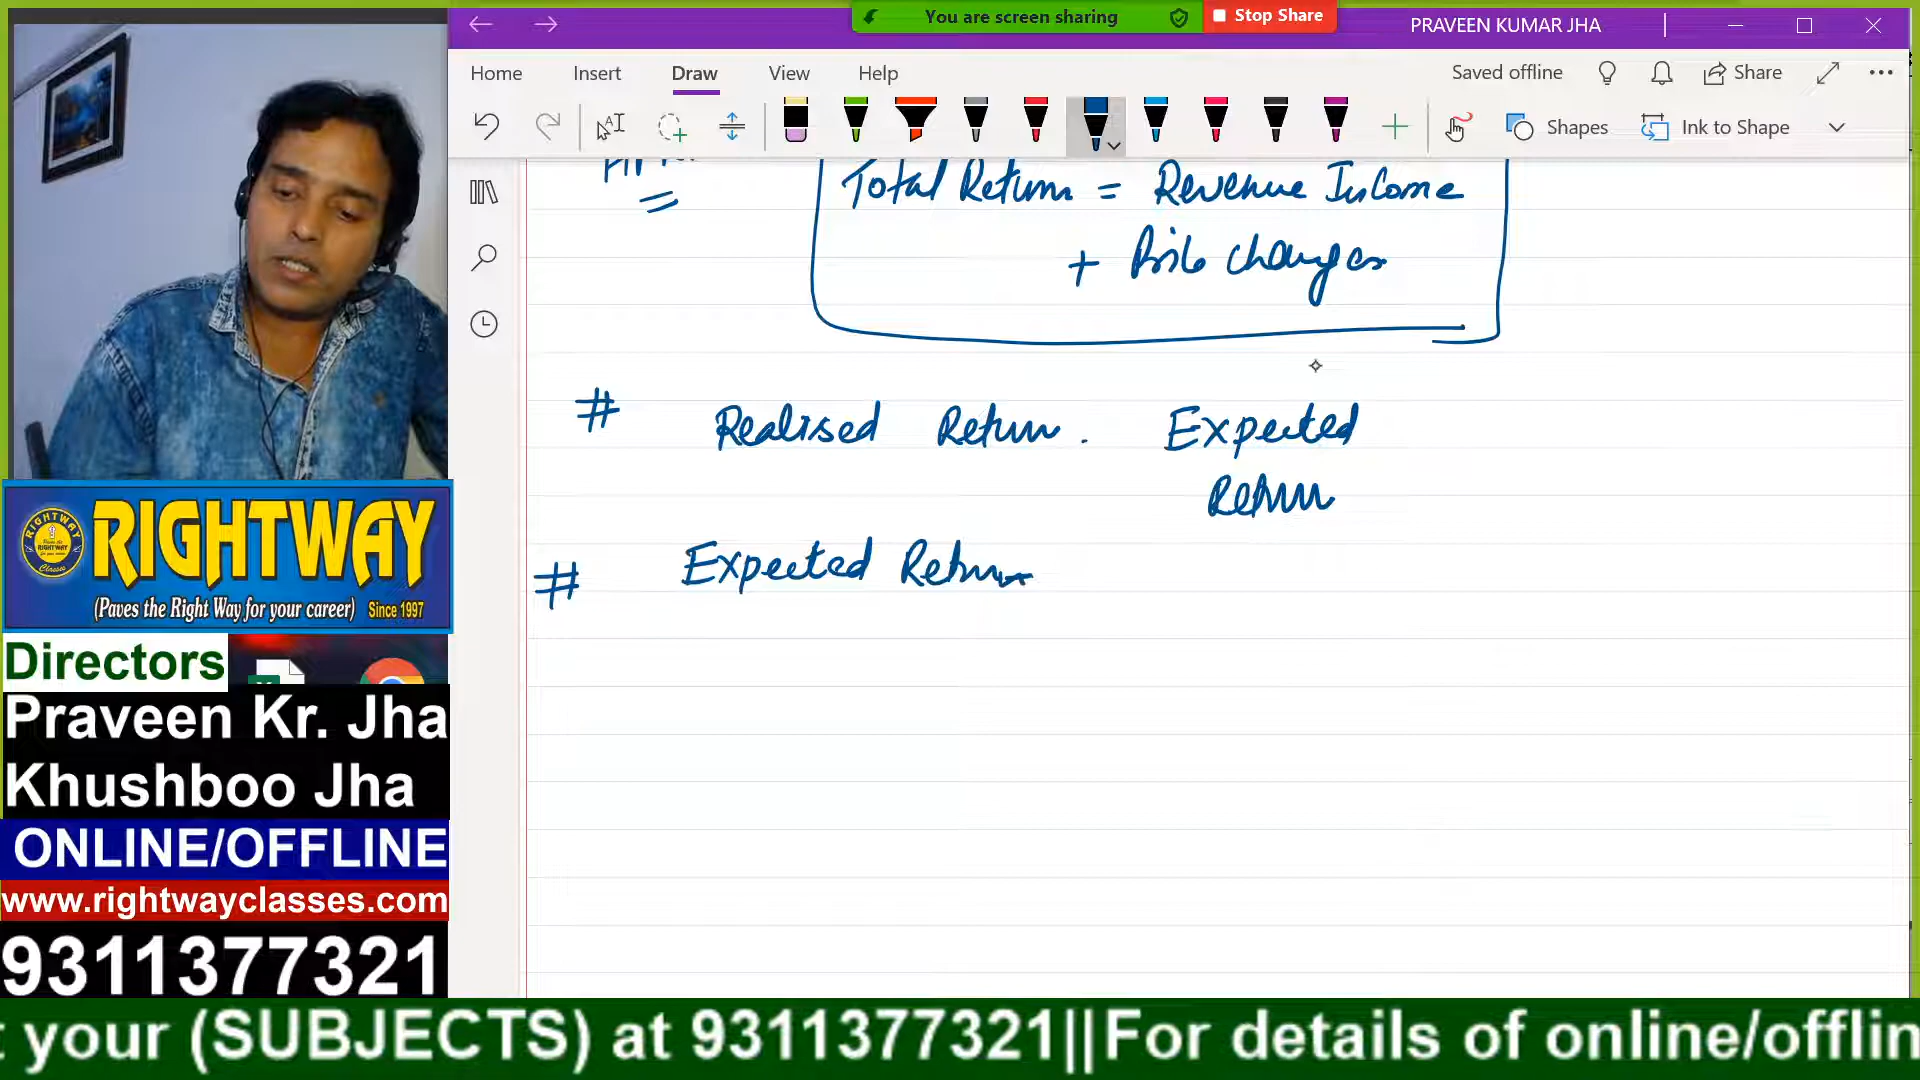 You are screen sharing
Stop Share
PRAVEEN KUMAR JHA
Home Insert Draw View Help
Saved offline
Share
Shapes
Ink to Shape
Total Return = Revenue Income
+ Price changes
# Realised Return. Expected
Return
# Expected Return
RIGHTWAY
Classes
RIGHTWAY
(Paves the Right Way for your career) Since 1997
Directors
Praveen Kr. Jha
Khushboo Jha
ONLINE/OFFLINE
www.rightwayclasses.com
9311377321
t your (SUBJECTS) at 9311377321||For details of online/offlin